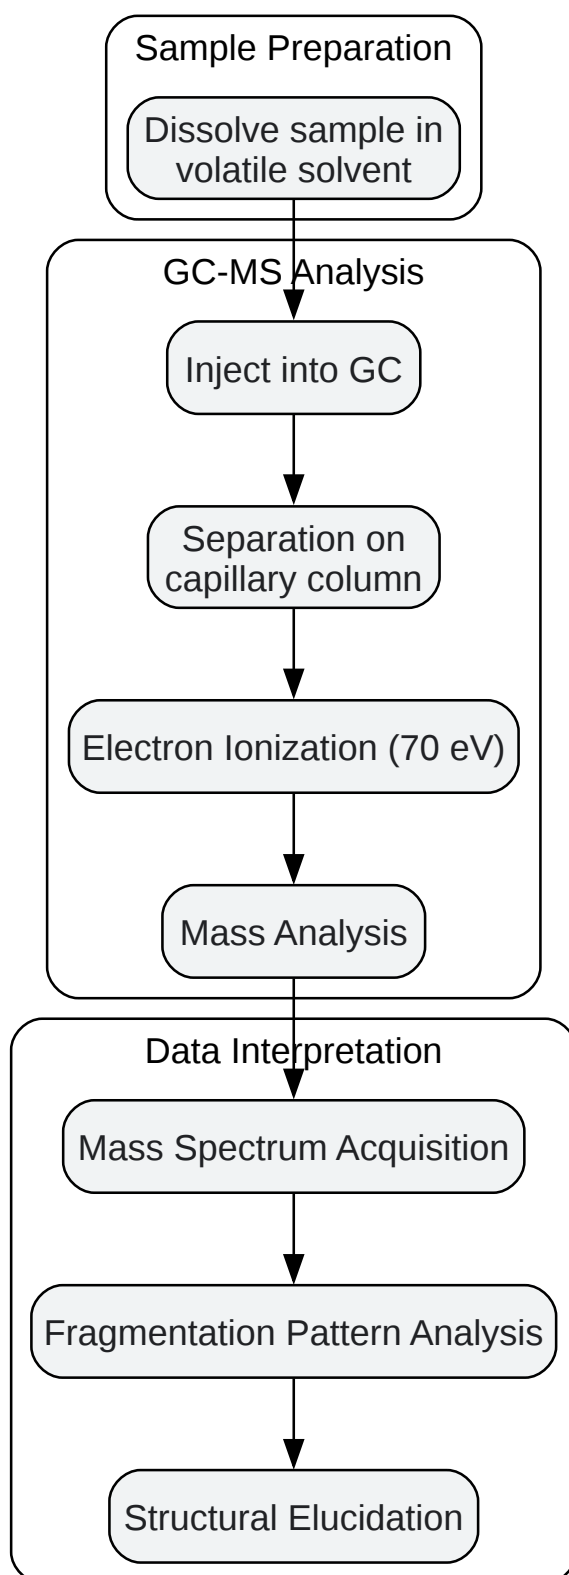 Sample Preparation
Dissolve sample in
volatile solvent
GC-MS Analysis
Inject into GC
Separation on
capillary column
Electron Ionization (70 eV)
Mass Analysis
Data Interpretation
Mass Spectrum Acquisition
Fragmentation Pattern Analysis
Structural Elucidation